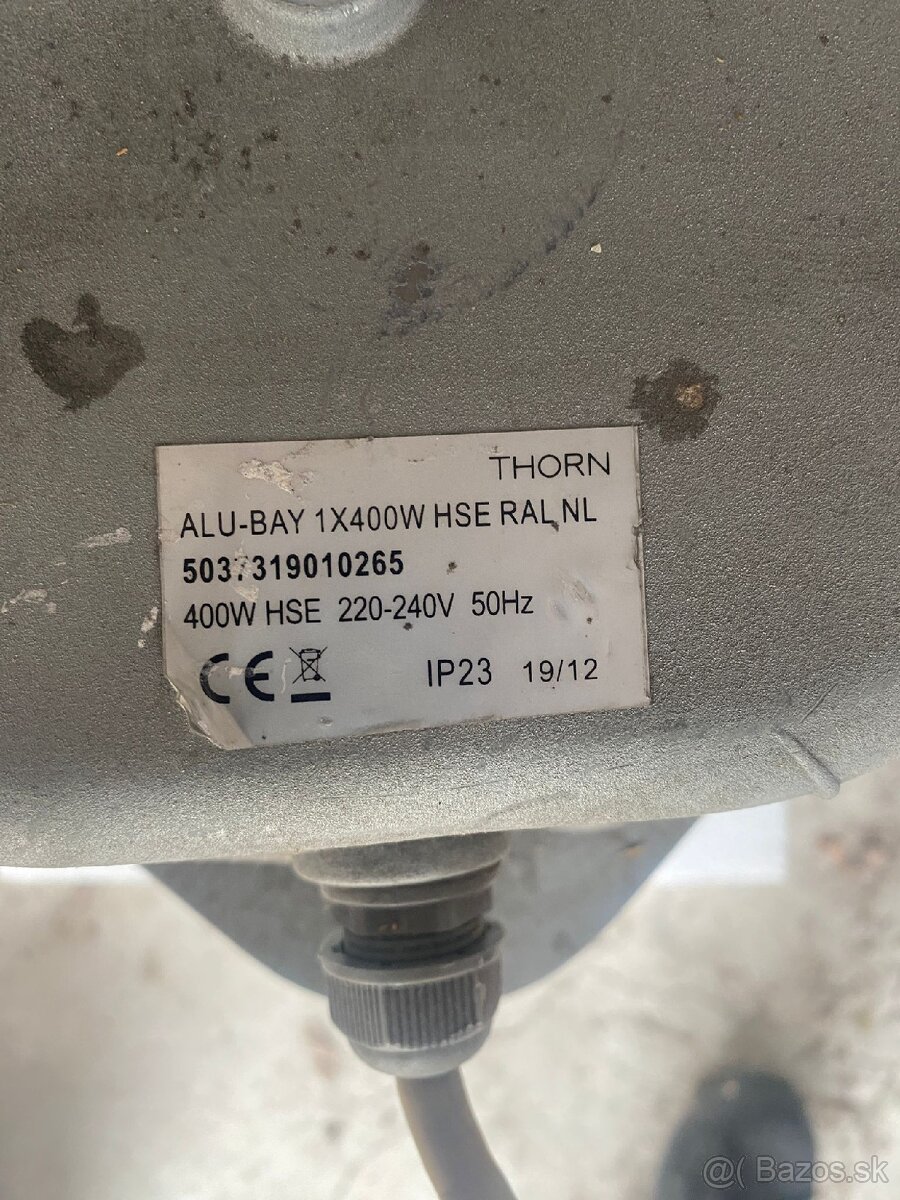 THORN
ALU-BAY 1X400W HSE RAL NL
5037319010265
400W HSE 220-240V 50Hz
CE IP23 19/12
@( Bazos.sk